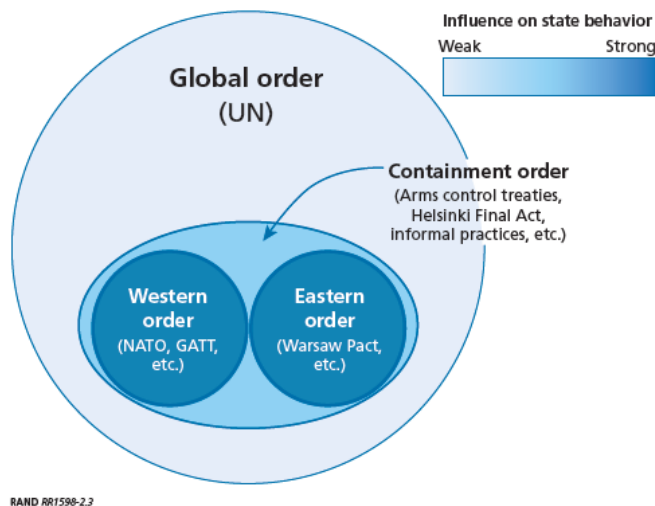 Influence on state behavior
Weak Strong
Global order
(UN)
Containment order
(Arms control treaties,
Helsinki Final Act,
informal practices, etc.)
Western
order
(NATO, GATT,
etc.)
Eastern
order
(Warsaw Pact,
etc.)
RAND RR1598-2.3